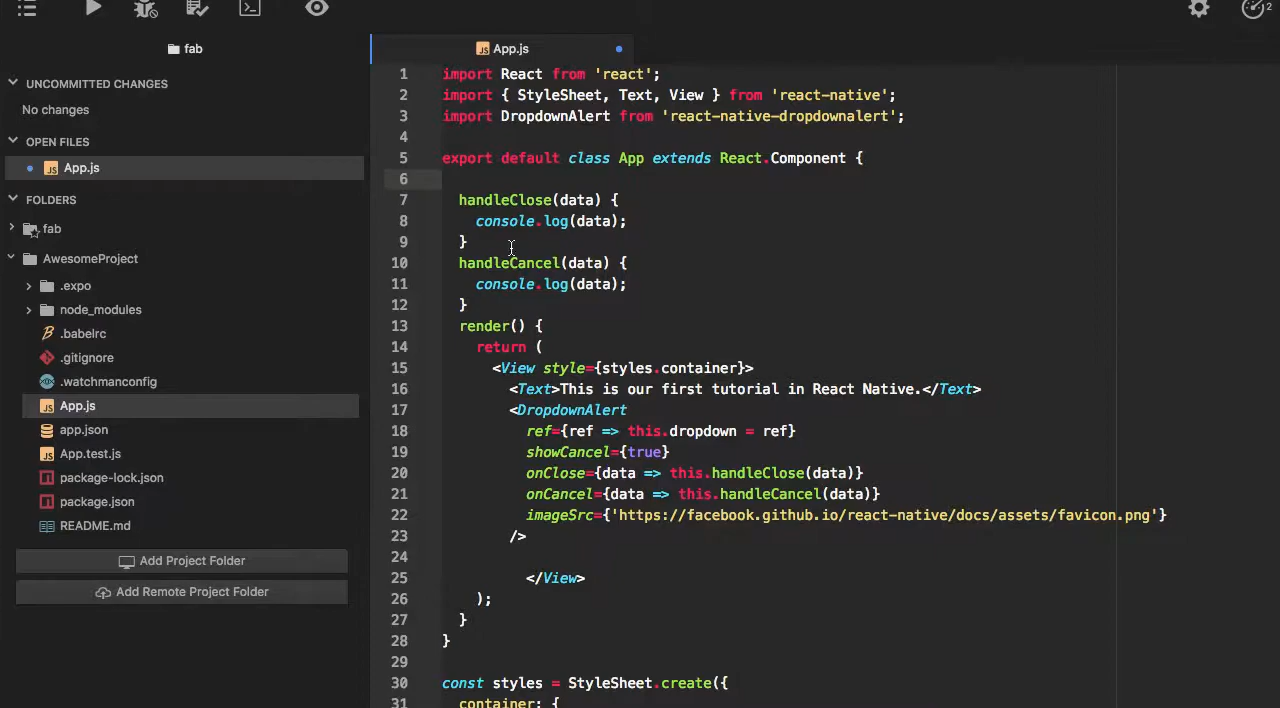 2
fab
App.js
UNCOMMITTED CHANGES
No changes
OPEN FILES
App.js
FOLDERS
fab
AwesomeProject
.expo
node_modules
.babelrc
.gitignore
.watchmanconfig
App.js
app.json
App.test.js
package-lock.json
package.json
README.md
Add Project Folder
Add Remote Project Folder
1 import React from 'react';
2 import { StyleSheet, Text, View } from 'react-native';
3 import DropdownAlert from 'react-native-dropdownalert';
4
5 export default class App extends React.Component {
6
7 handleClose(data) {
8 console.log(data);
9 }
10 handleCancel(data) {
11 console.log(data);
12 }
13 render() {
14 return (
15 <View style={styles.container}>
16 <Text>This is our first tutorial in React Native.</Text>
17 <DropdownAlert
18 ref={ref => this.dropdown = ref}
19 showCancel={true}
20 onClose={data => this.handleClose(data)}
21 onCancel={data => this.handleCancel(data)}
22 imageSrc={'https://facebook.github.io/react-native/docs/assets/favicon.png'}
23 />
24
25 </View>
26 );
27 }
28 }
29
30 const styles = StyleSheet.create({
31 container: {